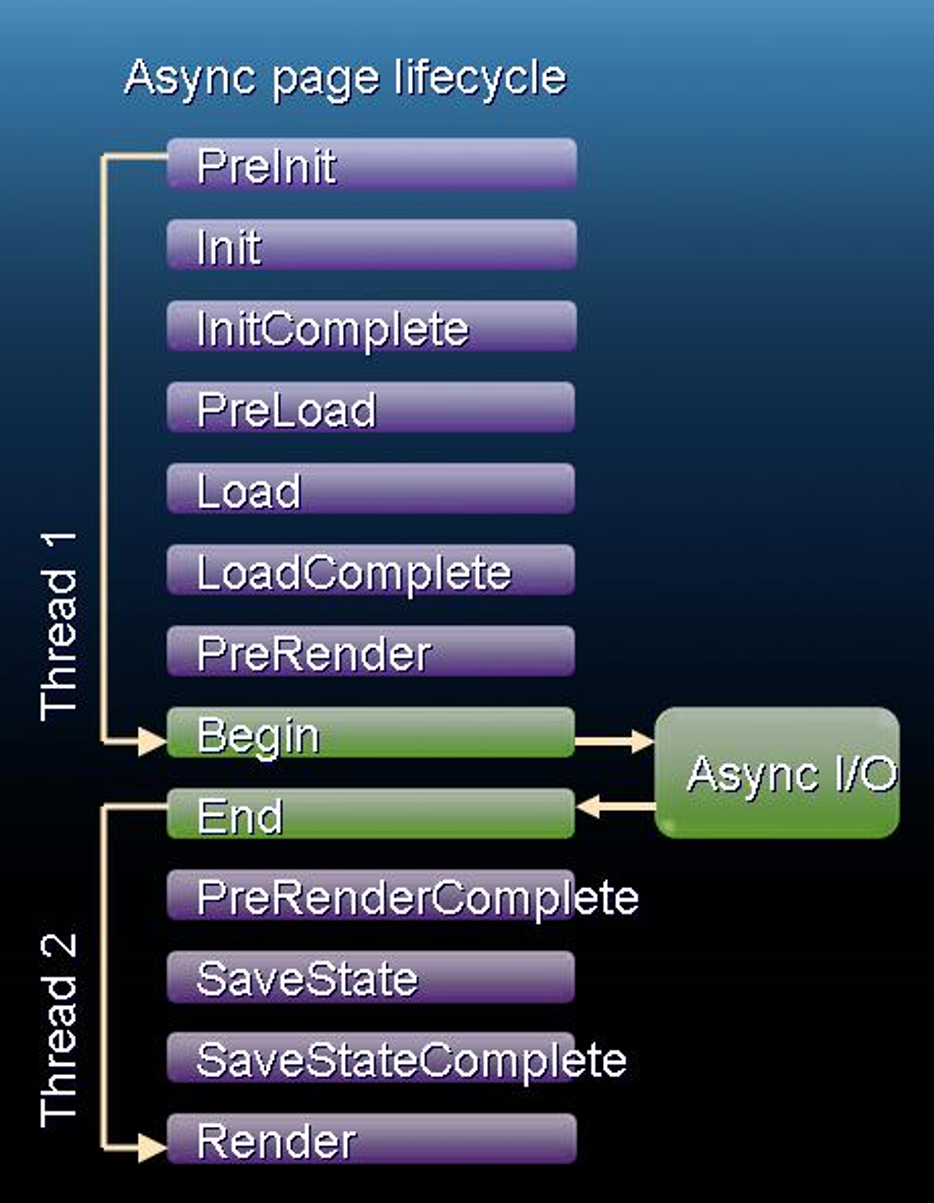 Async page lifecycle
PreInit
Init
InitComplete
PreLoad
Load
LoadComplete
PreRender
Thread 1
Begin
Async I/O
End
PreRenderComplete
SaveState
Thread 2
SaveStateComplete
Render